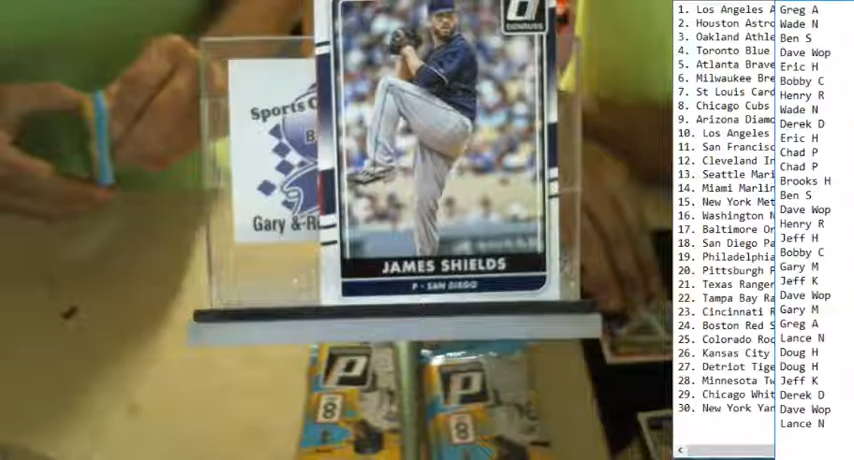 DONRUSS
Sports C
B
Gary & R
JAMES SHIELDS
P • SAN DIEGO
P
8
P
8
1. Los Angeles A
2. Houston Astro
3. Oakland Athle
4. Toronto Blue
5. Atlanta Brave
6. Milwaukee Bre
7. St Louis Card
8. Chicago Cubs
9. Arizona Diamo
10. Los Angeles
11. San Francisc
12. Cleveland In
13. Seattle Mari
14. Miami Marlin
15. New York Met
16. Washington N
17. Baltimore Or
18. San Diego Pa
19. Philadelphia
20. Pittsburgh P
21. Texas Ranger
22. Tampa Bay Ra
23. Cincinnati R
24. Boston Red S
25. Colorado Roc
26. Kansas City
27. Detriot Tige
28. Minnesota Tw
29. Chicago Whit
30. New York Yan
Greg A
Wade N
Ben S
Dave Wop
Eric H
Bobby C
Henry R
Wade N
Derek D
Eric H
Chad P
Chad P
Brooks H
Ben S
Dave Wop
Henry R
Jeff H
Bobby C
Gary M
Jeff K
Dave Wop
Gary M
Greg A
Lance N
Doug H
Doug H
Jeff K
Derek D
Dave Wop
Lance N